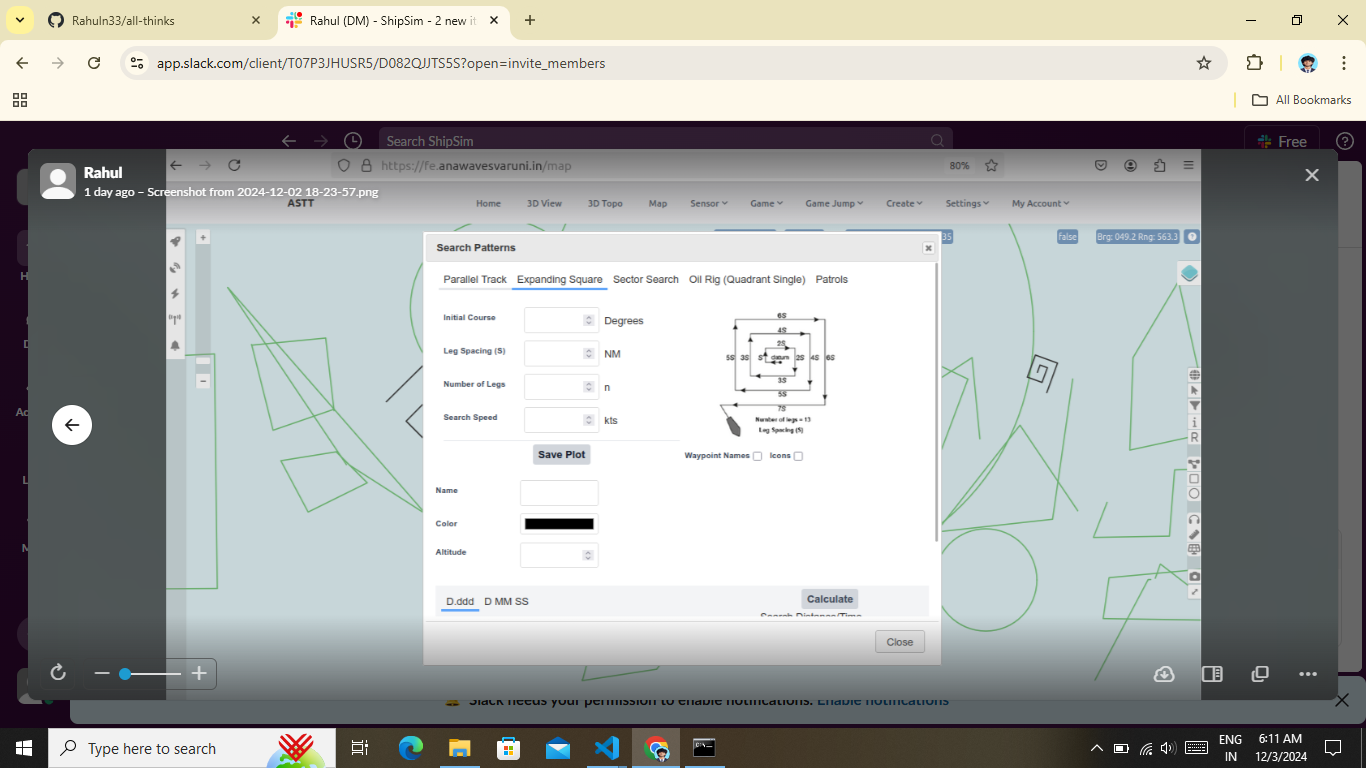 Rahuln33/all-thinks
Rahul (DM) - ShipSim - 2 new it
app.slack.com/client/T07P3JHUSR5/D082QJJTS5S?open=invite_members
All Bookmarks
Search ShipSim
Free
Rahul
1 day ago – Screenshot from 2024-12-02 18-23-57.png
https://fe.anawavesvaruni.in/map
80%
ASTT
Home
3D View
3D Topo
Map
Sensor
Game
Game Jump
Create
Settings
My Account
false
Brg: 049.2 Rng: 563.3
Search Patterns
Parallel Track
Expanding Square
Sector Search
Oil Rig (Quadrant Single)
Patrols
Initial Course
Degrees
Leg Spacing (S)
NM
Number of Legs
n
Search Speed
kts
6S
4S
2S
5S 3S S datum 2S 4S 6S
3S
5S
7S
Number of legs = 13
Leg Spacing (S)
Save Plot
Waypoint Names
Icons
Name
Color
Altitude
D.ddd
D MM SS
Calculate
Search Distance/Time
Close
R
Slack needs your permission to enable notifications. Enable notifications
Type here to search
ENG
IN
6:11 AM
12/3/2024